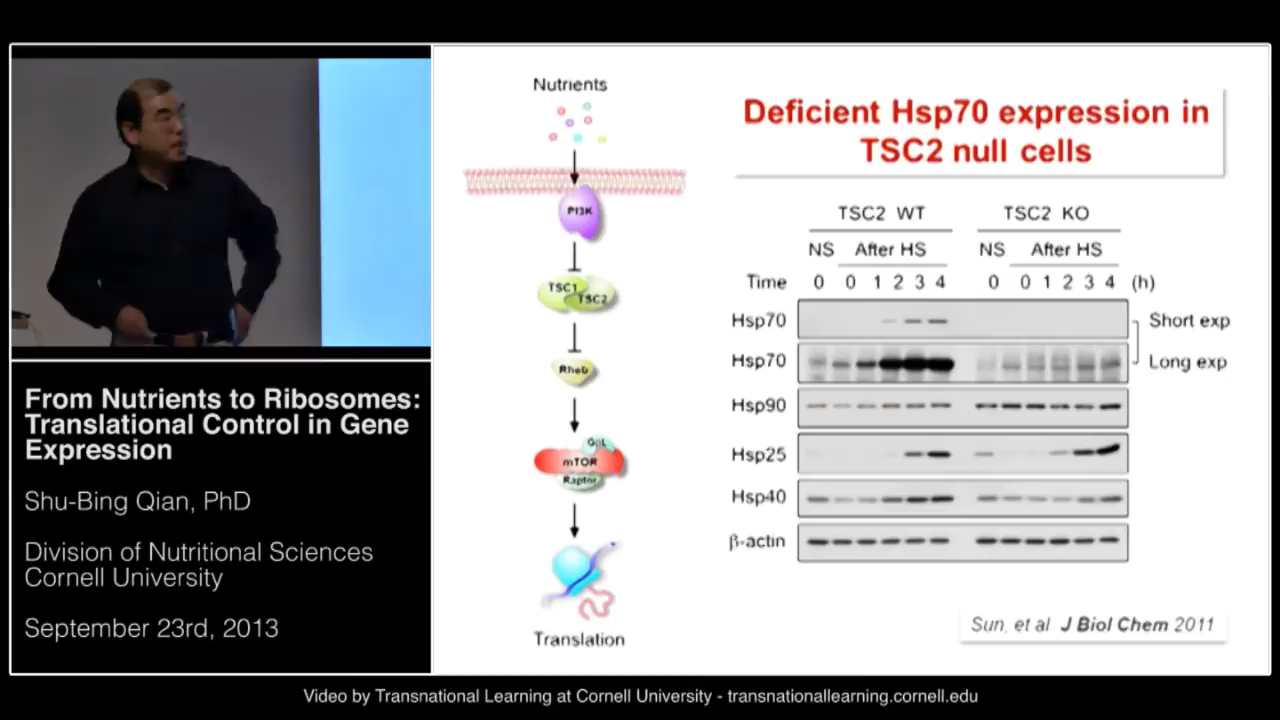 Nutrients
PI3K
TSC1
TSC2
Rheb
GβL
mTOR
Raptor
Translation
Deficient Hsp70 expression in
TSC2 null cells
TSC2 WT TSC2 KO
NS After HS NS After HS
Time 0 0 1 2 3 4 0 0 1 2 3 4 (h)
Hsp70 Short exp
Hsp70 Long exp
Hsp90
Hsp25
Hsp40
β-actin
Sun, et al J Biol Chem 2011
From Nutrients to Ribosomes:
Translational Control in Gene
Expression
Shu-Bing Qian, PhD
Division of Nutritional Sciences
Cornell University
September 23rd, 2013
Video by Transnational Learning at Cornell University - transnationallearning.cornell.edu